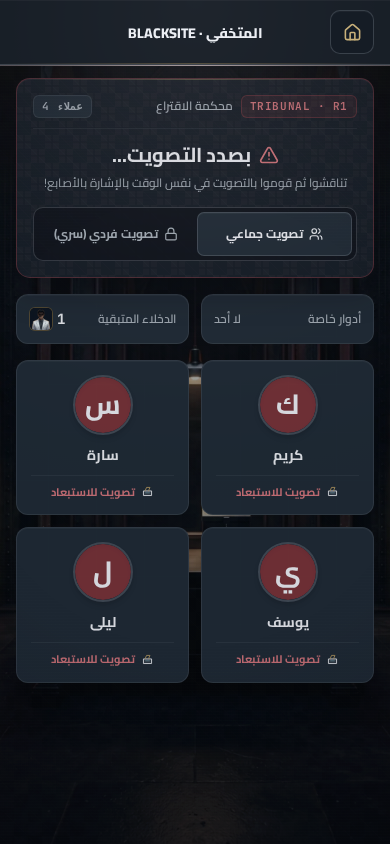 المتخفي · BLACKSITE
TRIBUNAL · R1 محكمة الاقتراع عملاء 4
بصدد التصويت...
تناقشوا ثم قوموا بالتصويت في نفس الوقت بالإشارة بالأصابع!
تصويت جماعي
تصويت فردي (سري)
أدوار خاصة لا أحد
الدخلاء المتبقية 1
ك
كريم
تصويت للاستبعاد
س
سارة
تصويت للاستبعاد
ي
يوسف
تصويت للاستبعاد
ل
ليلى
تصويت للاستبعاد